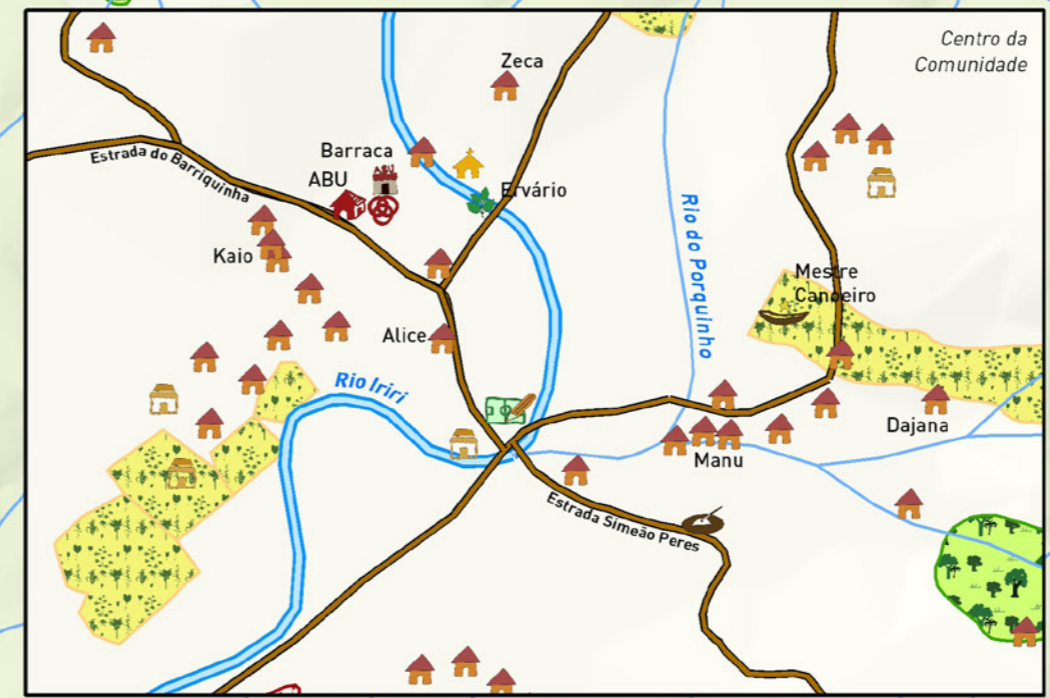 Centro da
Comunidade
Zeca
Estrada do Barriquinha
Barraca
ABU
ABU
Ervário
Rio do Porquinho
Kaio
Mestre
Canoeiro
Alice
Rio Iriri
Dajana
Manu
Estrada Simeão Peres